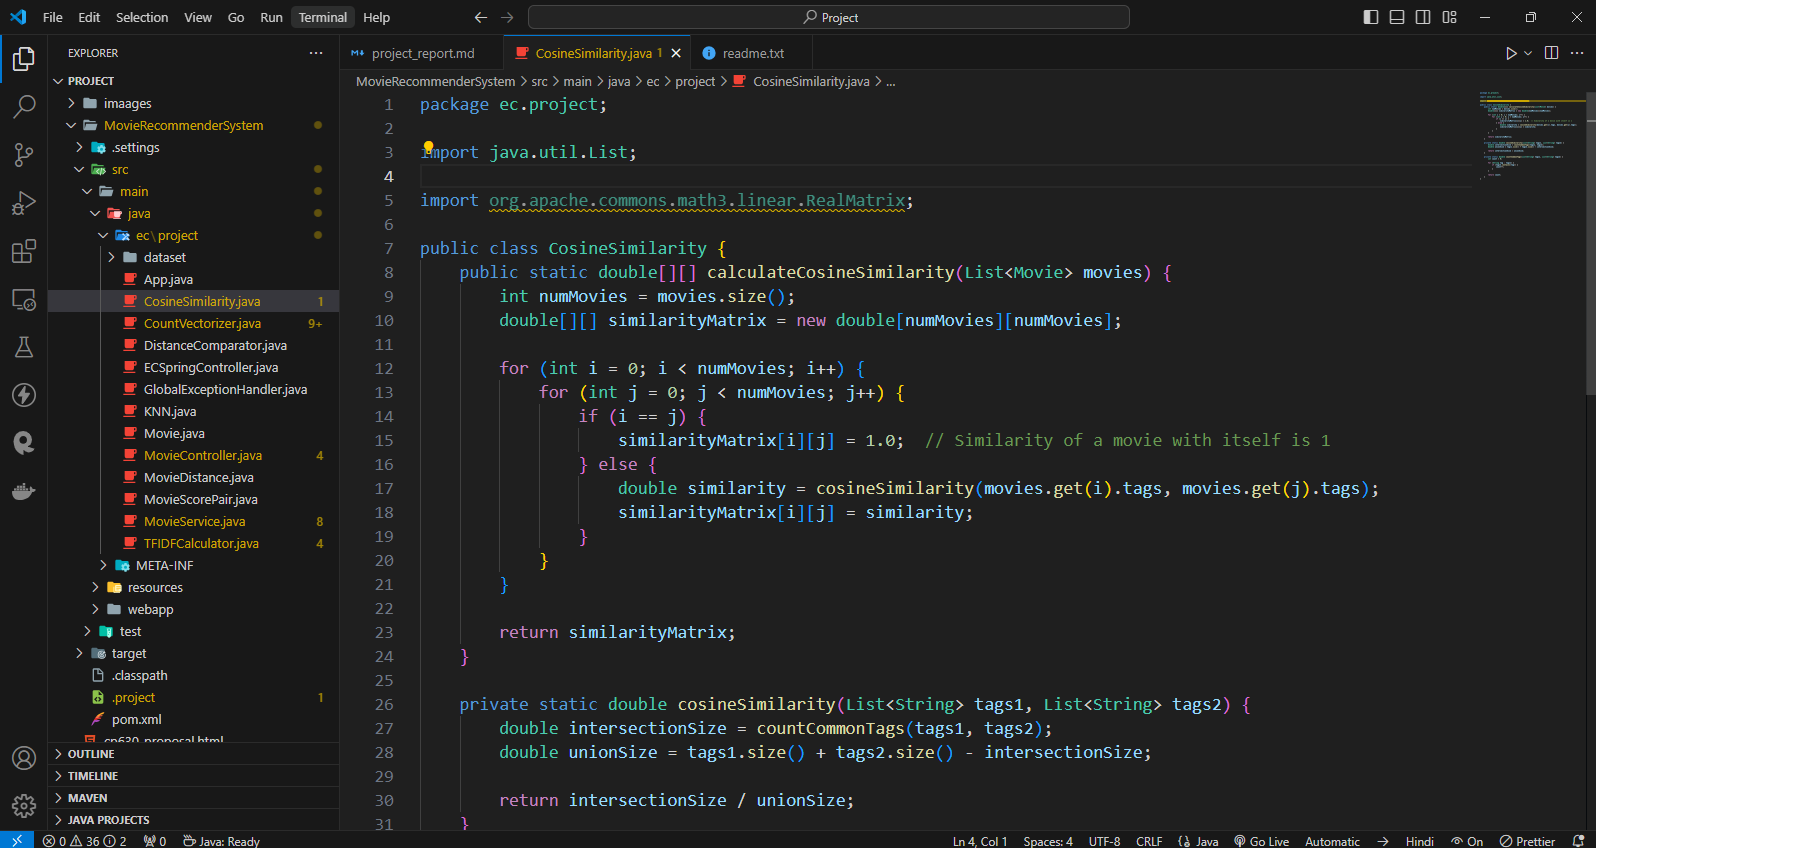 File Edit Selection View Go Run Terminal Help
Project
EXPLORER
PROJECT
imaages
MovieRecommenderSystem
.settings
src
main
java
ec\project
dataset
App.java
CosineSimilarity.java 1
CountVectorizer.java 9+
DistanceComparator.java
ECSpringController.java
GlobalExceptionHandler.java
KNN.java
Movie.java
MovieController.java 4
MovieDistance.java
MovieScorePair.java
MovieService.java 8
TFIDFCalculator.java 4
META-INF
resources
webapp
test
target
.classpath
.project 1
pom.xml
cp630-proposal.html
OUTLINE
TIMELINE
MAVEN
JAVA PROJECTS
project_report.md
CosineSimilarity.java 1
readme.txt
MovieRecommenderSystem > src > main > java > ec > project > CosineSimilarity.java > ...
1 package ec.project;
2
3 import java.util.List;
4
5 import org.apache.commons.math3.linear.RealMatrix;
6
7 public class CosineSimilarity {
8 public static double[][] calculateCosineSimilarity(List<Movie> movies) {
9 int numMovies = movies.size();
10 double[][] similarityMatrix = new double[numMovies][numMovies];
11
12 for (int i = 0; i < numMovies; i++) {
13 for (int j = 0; j < numMovies; j++) {
14 if (i == j) {
15 similarityMatrix[i][j] = 1.0; // Similarity of a movie with itself is 1
16 } else {
17 double similarity = cosineSimilarity(movies.get(i).tags, movies.get(j).tags);
18 similarityMatrix[i][j] = similarity;
19 }
20 }
21 }
22
23 return similarityMatrix;
24 }
25
26 private static double cosineSimilarity(List<String> tags1, List<String> tags2) {
27 double intersectionSize = countCommonTags(tags1, tags2);
28 double unionSize = tags1.size() + tags2.size() - intersectionSize;
29
30 return intersectionSize / unionSize;
31 }
0 36 2 0 Java: Ready
Ln 4, Col 1 Spaces: 4 UTF-8 CRLF Java Go Live Automatic → Hindi On Prettier